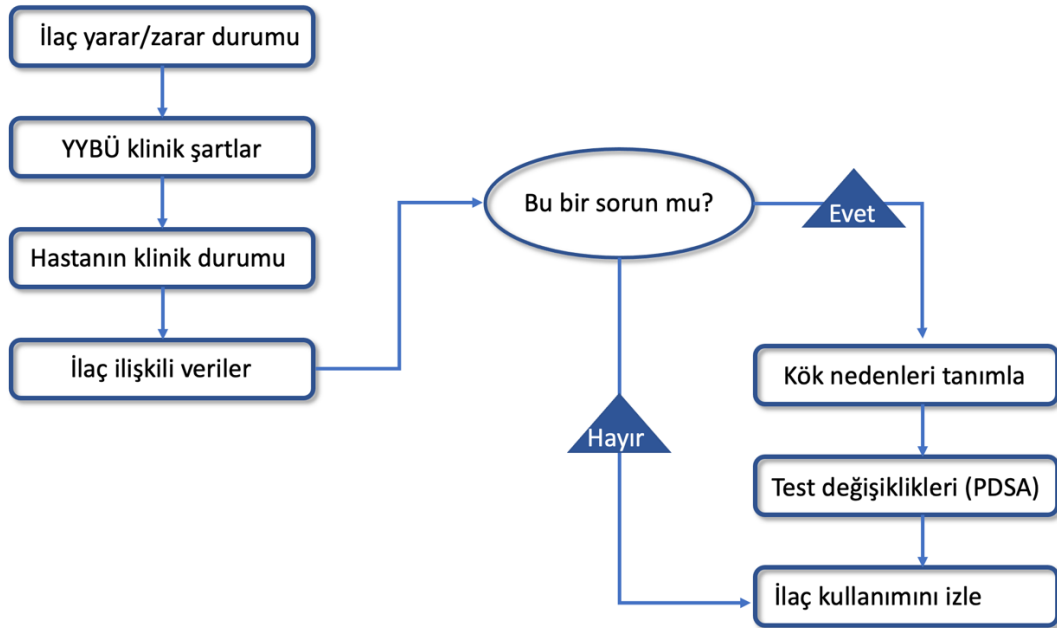 İlaç yarar/zarar durumu
YYBÜ klinik şartlar
Hastanın klinik durumu
İlaç ilişkili veriler
Bu bir sorun mu?
Evet
Hayır
Kök nedenleri tanımla
Test değişiklikleri (PDSA)
İlaç kullanımını izle